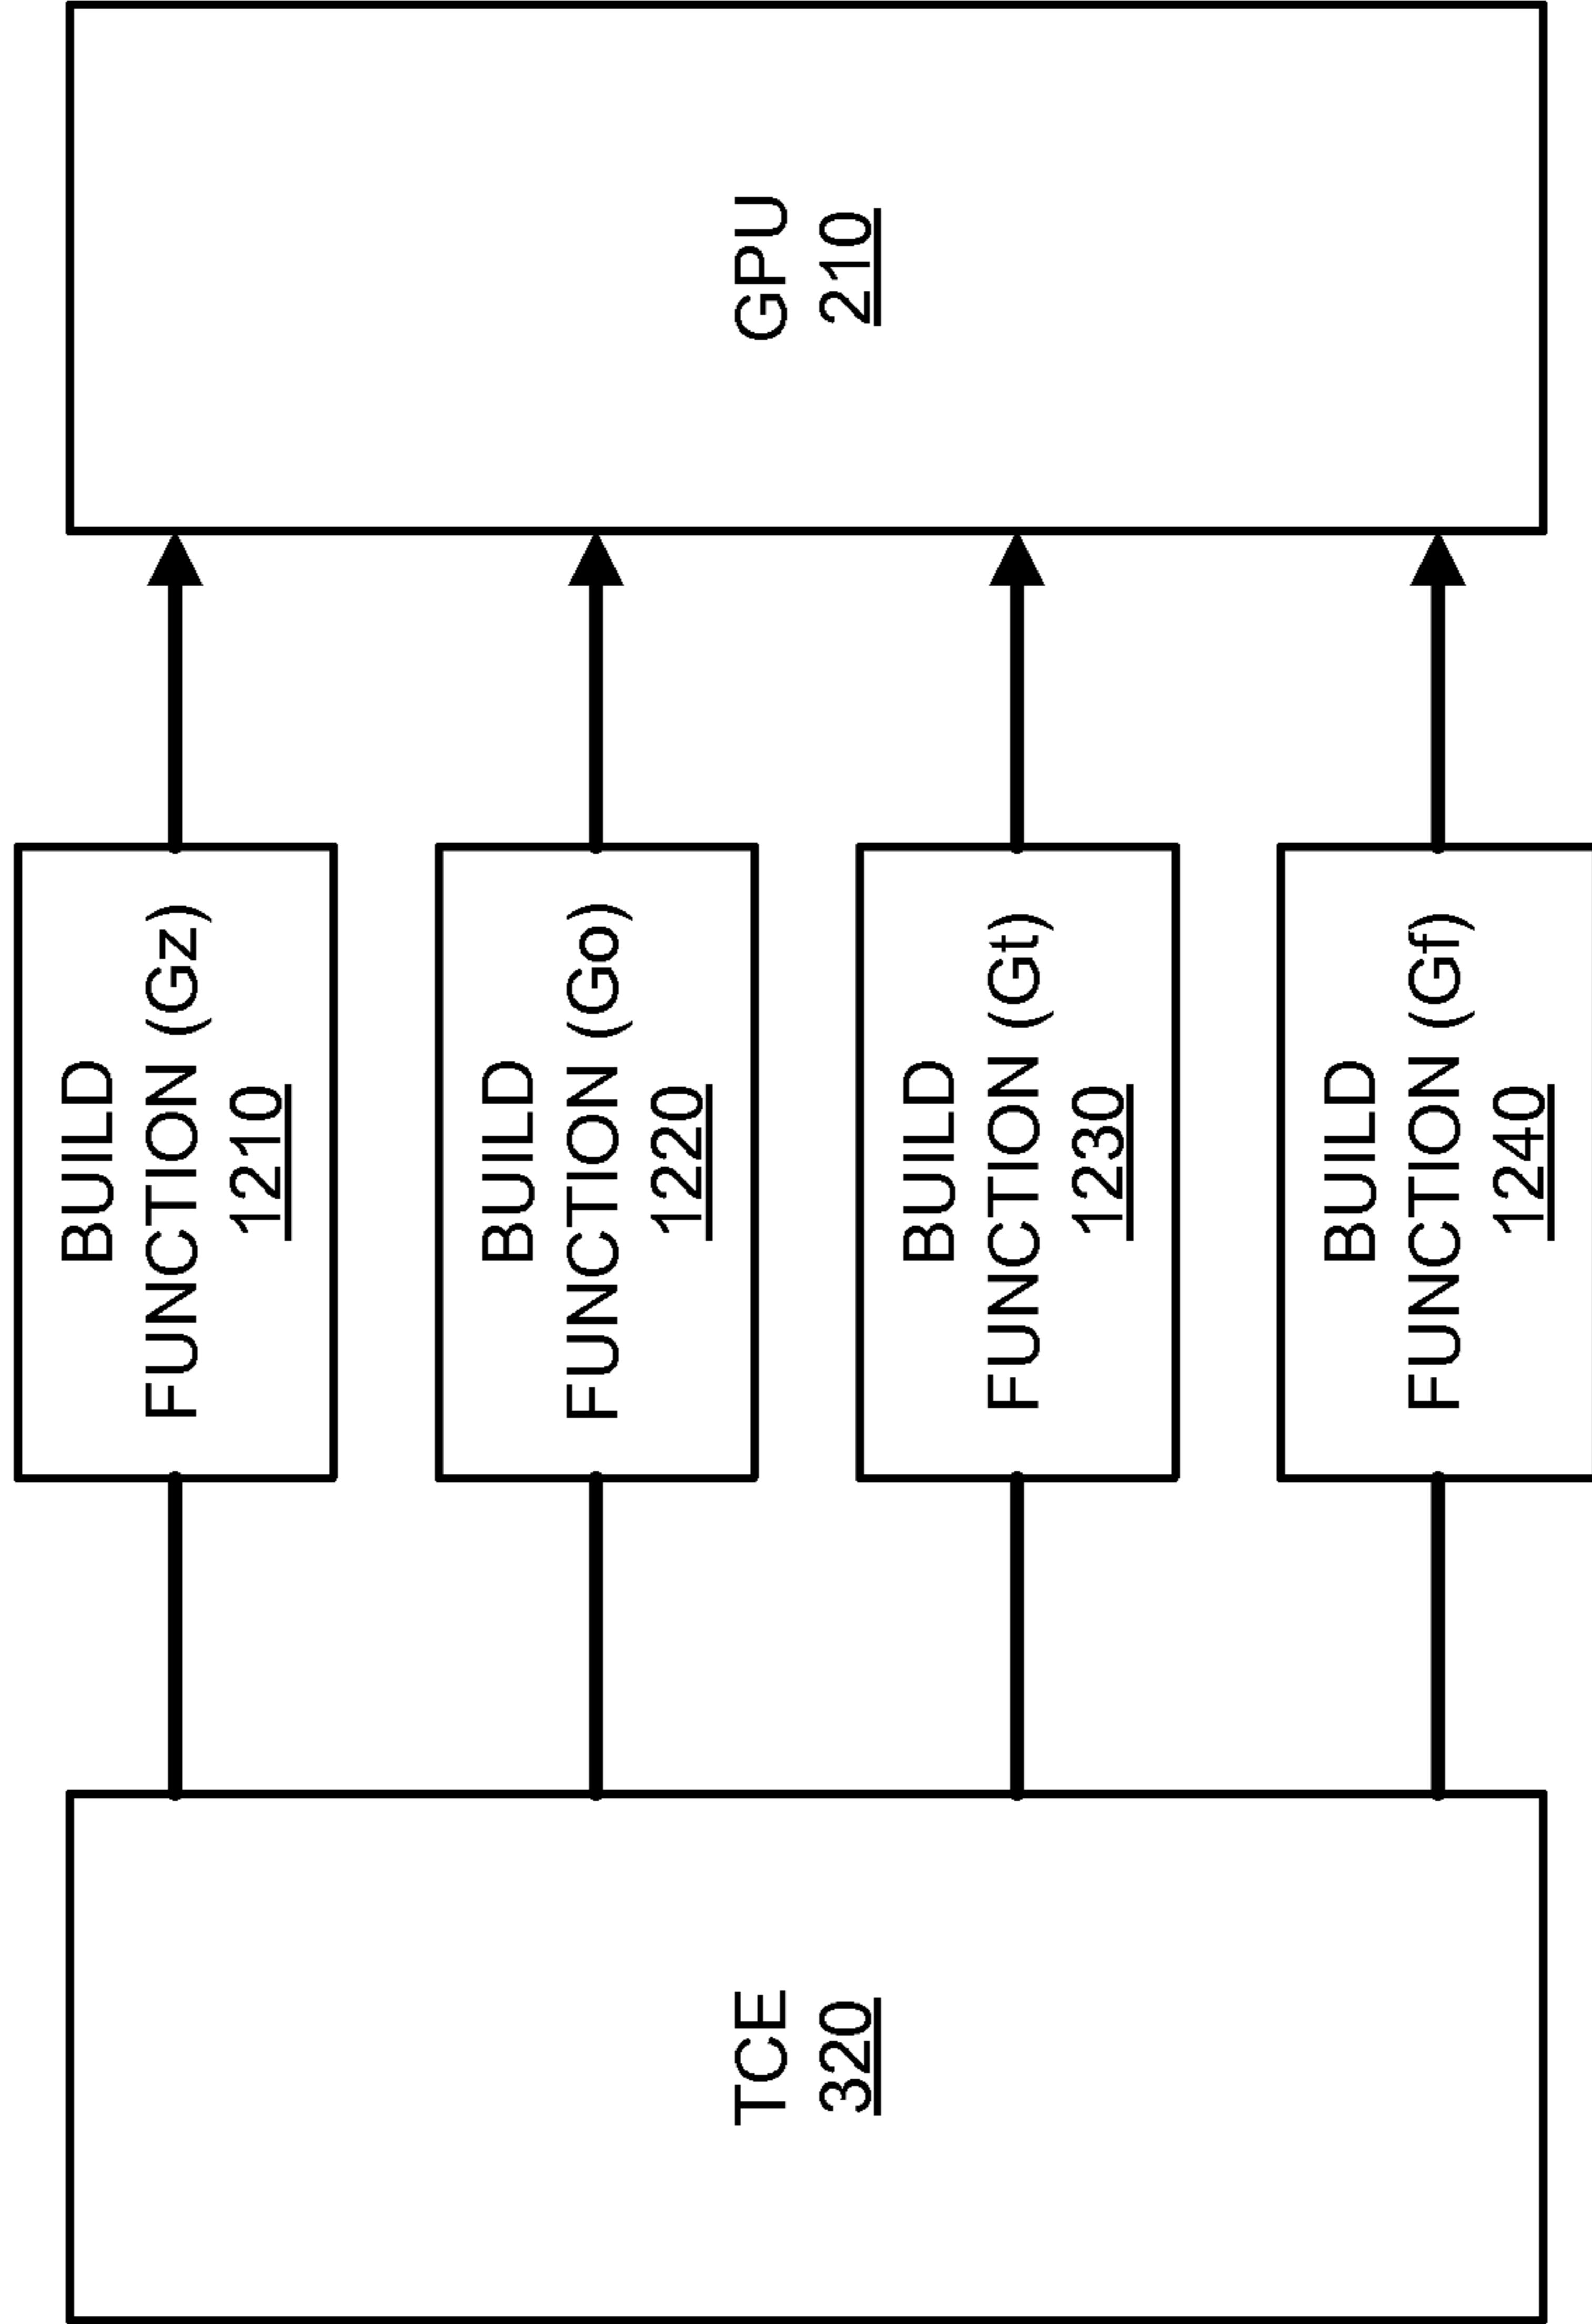 TCE
320
BUILD
FUNCTION (Gz)
1210
BUILD
FUNCTION (Go)
1220
BUILD
FUNCTION (Gt)
1230
BUILD
FUNCTION (Gf)
1240
GPU
210